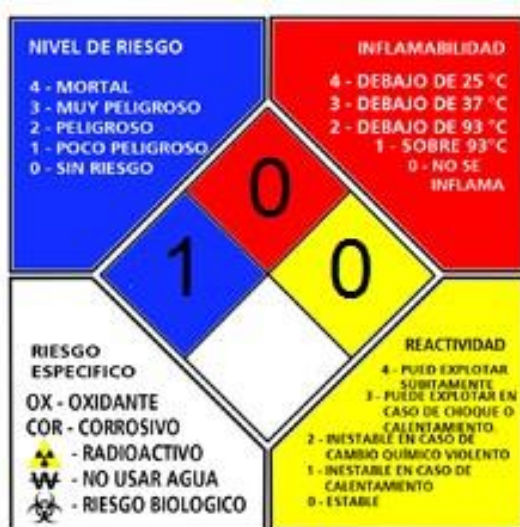 NIVEL DE RIESGO
4 - MORTAL
3 - MUY PELIGROSO
2 - PELIGROSO
1 - POCO PELIGROSO
0 - SIN RIESGO
INFLAMABILIDAD
4 - DEBAJO DE 25 °C
3 - DEBAJO DE 37 °C
2 - DEBAJO DE 93 °C
1 - SOBRE 93°C
0 - NO SE
INFLAMA
0
1
0
RIESGO
ESPECIFICO
OX - OXIDANTE
COR - CORROSIVO
- RADIOACTIVO
W - NO USAR AGUA
- RIESGO BIOLOGICO
REACTIVIDAD
4 - PUED EXPLOTAR
SÚBITAMENTE
3 - PUEDE EXPLOTAR EN
CASO DE CHOQUE O
CALENTAMIENTO
2 - INESTABLE EN CASO DE
CAMBIO QUÍMICO VIOLENTO
1 - INESTABLE EN CASO DE
CALENTAMIENTO
0 - ESTABLE